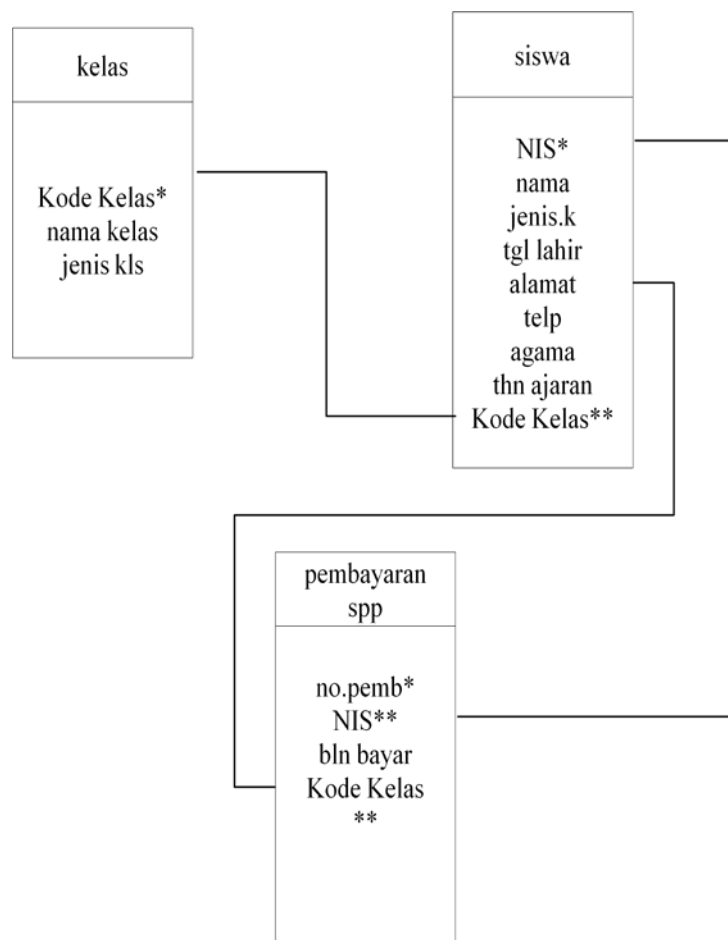 kelas
Kode Kelas*
nama kelas
jenis kls
siswa
NIS*
nama
jenis.k
tgl lahir
alamat
telp
agama
thn ajaran
Kode Kelas**
pembayaran
spp
no.pemb*
NIS**
bln bayar
Kode Kelas
**